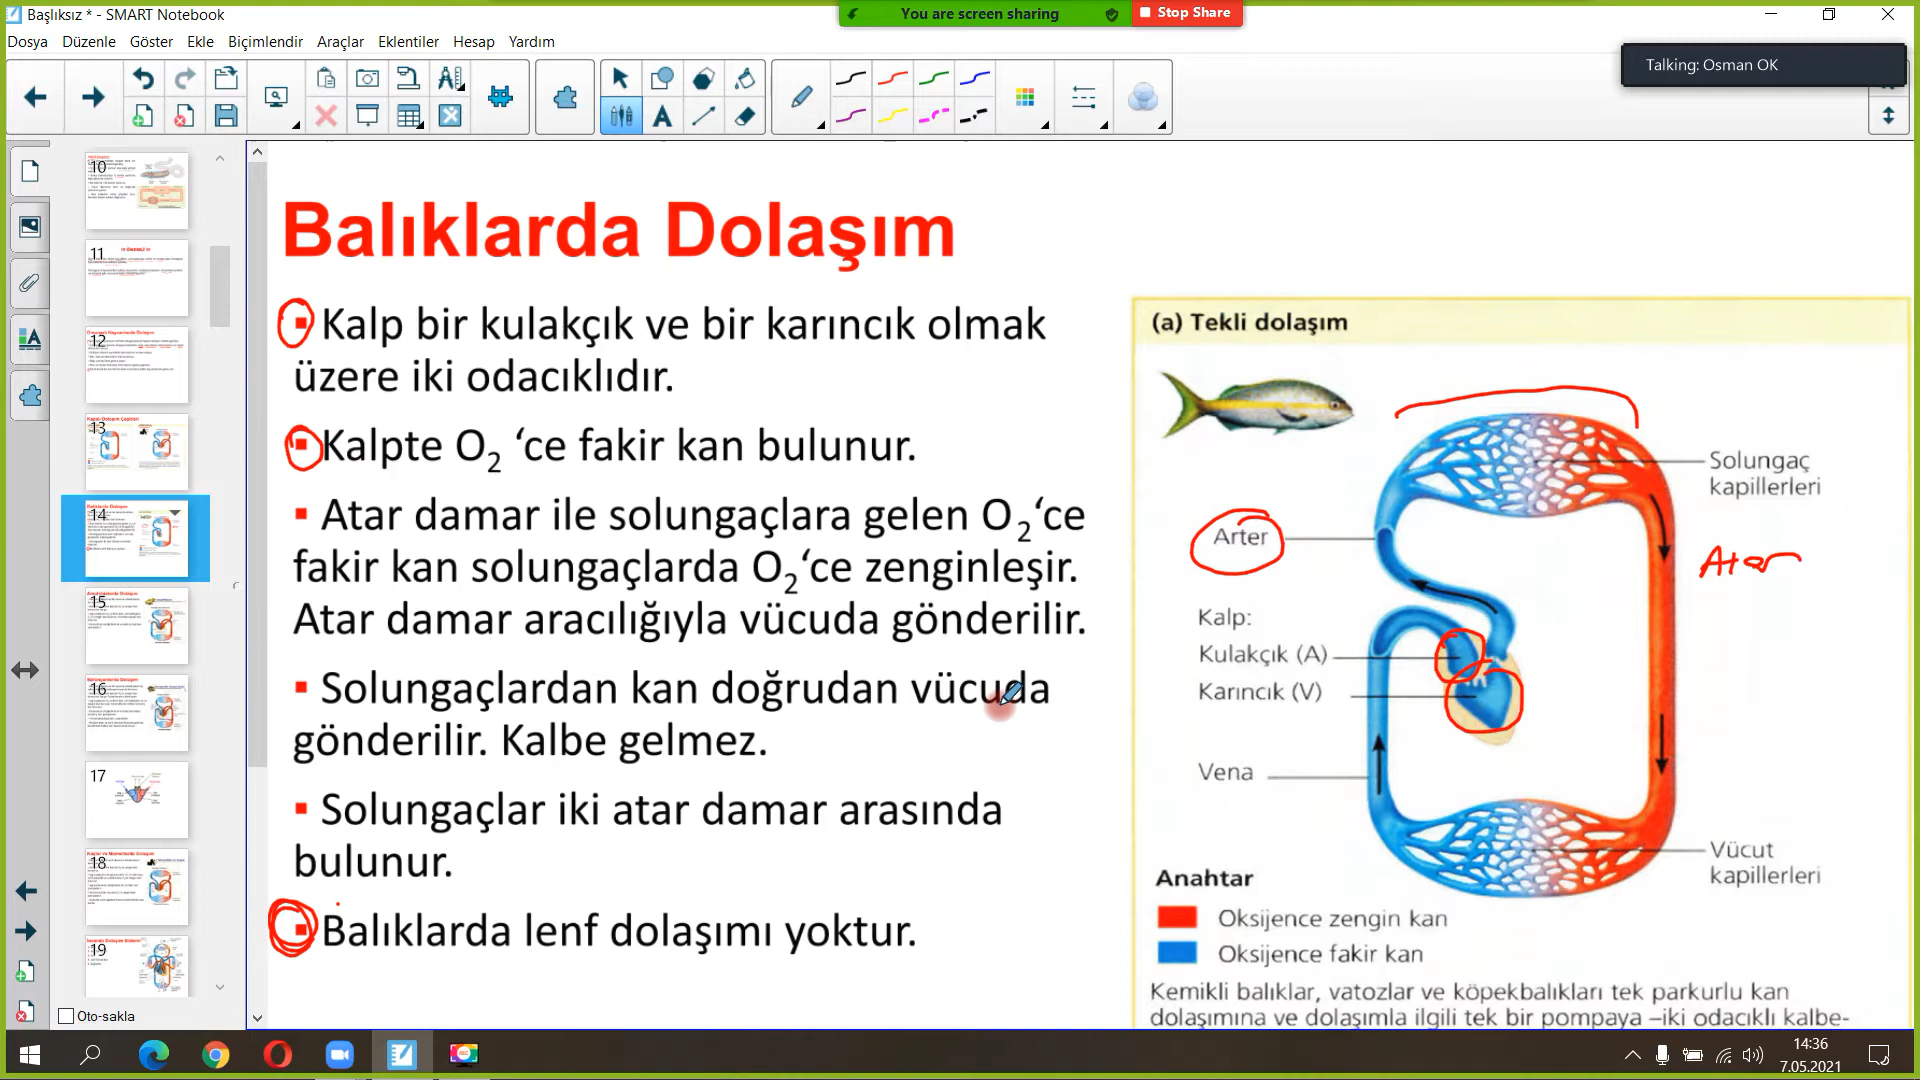 Başlıksız * - SMART Notebook
You are screen sharing
Stop Share
Dosya Düzenle Göster Ekle Biçimlendir Araçlar Eklentiler Hesap Yardım
Talking: Osman OK
10
11
12
13
14
15
16
17
18
19
Oto-sakla
Balıklarda Dolaşım
▪ Kalp bir kulakçık ve bir karıncık olmak
üzere iki odacıklıdır.
▪ Kalpte O2 ‘ce fakir kan bulunur.
▪ Atar damar ile solungaçlara gelen O2‘ce
fakir kan solungaçlarda O2‘ce zenginleşir.
Atar damar aracılığıyla vücuda gönderilir.
▪ Solungaçlardan kan doğrudan vücuda
gönderilir. Kalbe gelmez.
▪ Solungaçlar iki atar damar arasında
bulunur.
▪ Balıklarda lenf dolaşımı yoktur.
(a) Tekli dolaşım
Solungaç
kapillerleri
Arter
Atar
Kalp:
Kulakçık (A)
Karıncık (V)
Vena
Vücut
kapillerleri
Anahtar
Oksijence zengin kan
Oksijence fakir kan
Kemikli balıklar, vatozlar ve köpekbalıkları tek parkurlu kan
dolaşımına ve dolaşımla ilgili tek bir pompaya –iki odacıklı kalbe-
14:36
7.05.2021